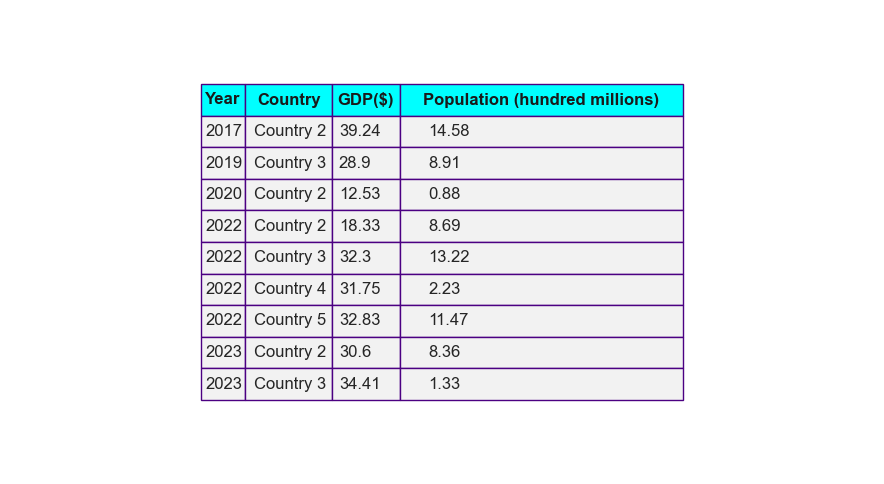 Year Country GDP($) Population (hundred millions)
2017 Country 2 39.24 14.58
2019 Country 3 28.9 8.91
2020 Country 2 12.53 0.88
2022 Country 2 18.33 8.69
2022 Country 3 32.3 13.22
2022 Country 4 31.75 2.23
2022 Country 5 32.83 11.47
2023 Country 2 30.6 8.36
2023 Country 3 34.41 1.33